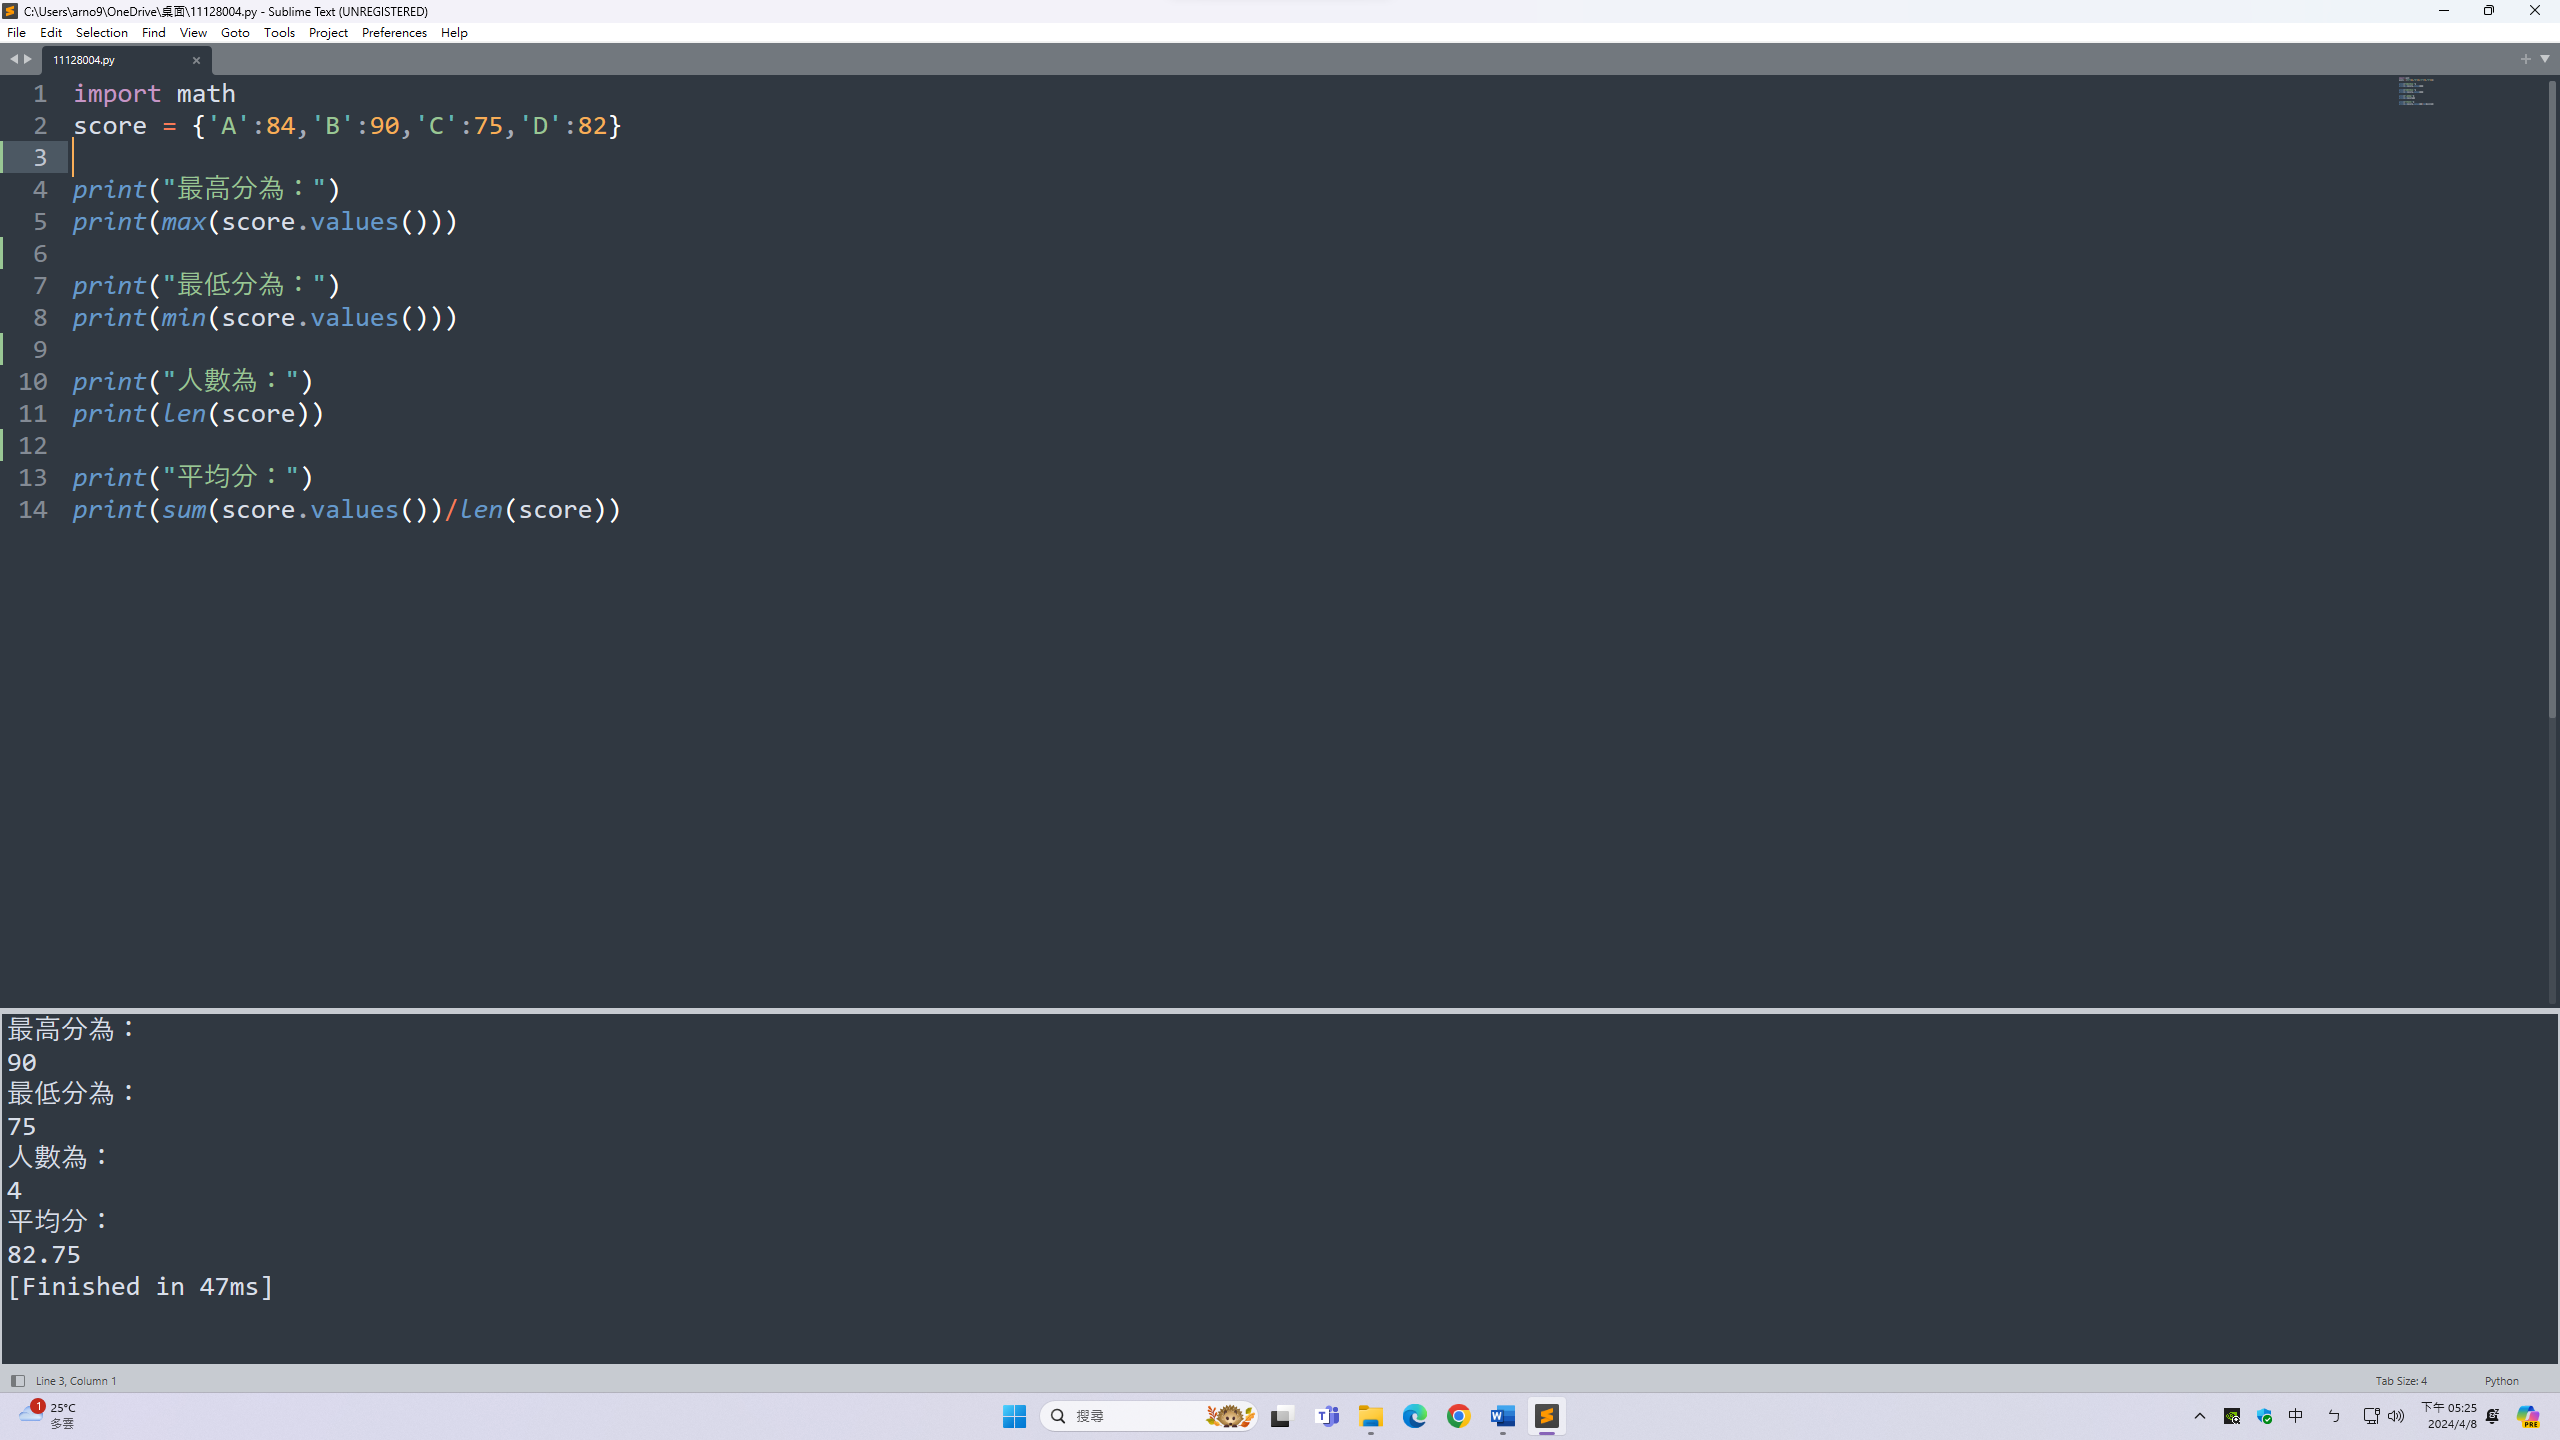 C:\Users\arno9\OneDrive\桌面\11128004.py - Sublime Text (UNREGISTERED)
File Edit Selection Find View Goto Tools Project Preferences Help
11128004.py
1 import math
2 score = {'A':84,'B':90,'C':75,'D':82}
3
4 print("最高分為：")
5 print(max(score.values()))
6
7 print("最低分為：")
8 print(min(score.values()))
9
10 print("人數為：")
11 print(len(score))
12
13 print("平均分：")
14 print(sum(score.values())/len(score))
最高分為：
90
最低分為：
75
人數為：
4
平均分：
82.75
[Finished in 47ms]
Line 3, Column 1 Tab Size: 4 Python
1 25°C
多雲
搜尋
中 ㄅ
下午 05:25
2024/4/8
PRE